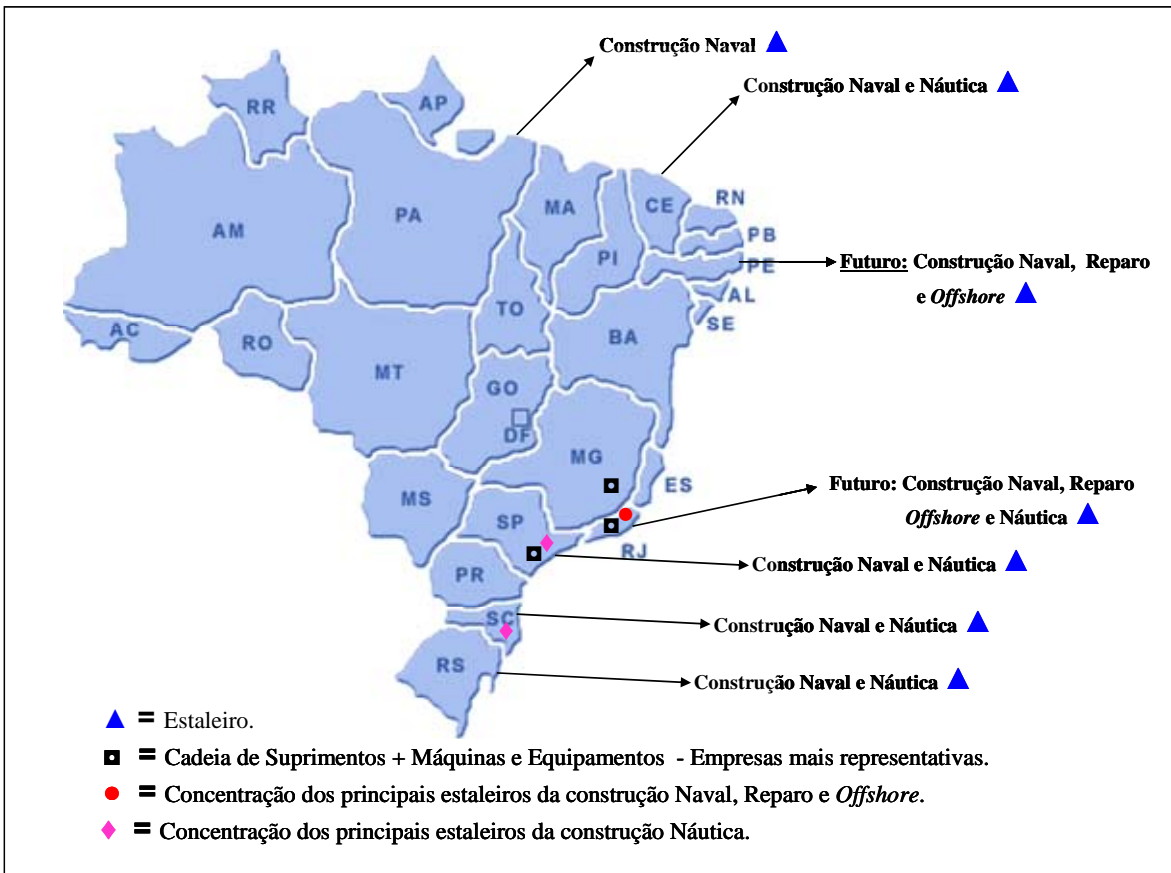 Construção Naval
Construção Naval e Náutica
RR
AP
AM
PA
MA
CE
RN
PB
PI
PE
Futuro: Construção Naval, Reparo
e Offshore
AL
SE
AC
RO
TO
BA
MT
GO
DF
MG
ES
MS
SP
RJ
Futuro: Construção Naval, Reparo
Offshore e Náutica
Construção Naval e Náutica
PR
SC
Construção Naval e Náutica
RS
Construção Naval e Náutica
= Estaleiro.
= Cadeia de Suprimentos + Máquinas e Equipamentos - Empresas mais representativas.
= Concentração dos principais estaleiros da construção Naval, Reparo e Offshore.
= Concentração dos principais estaleiros da construção Náutica.